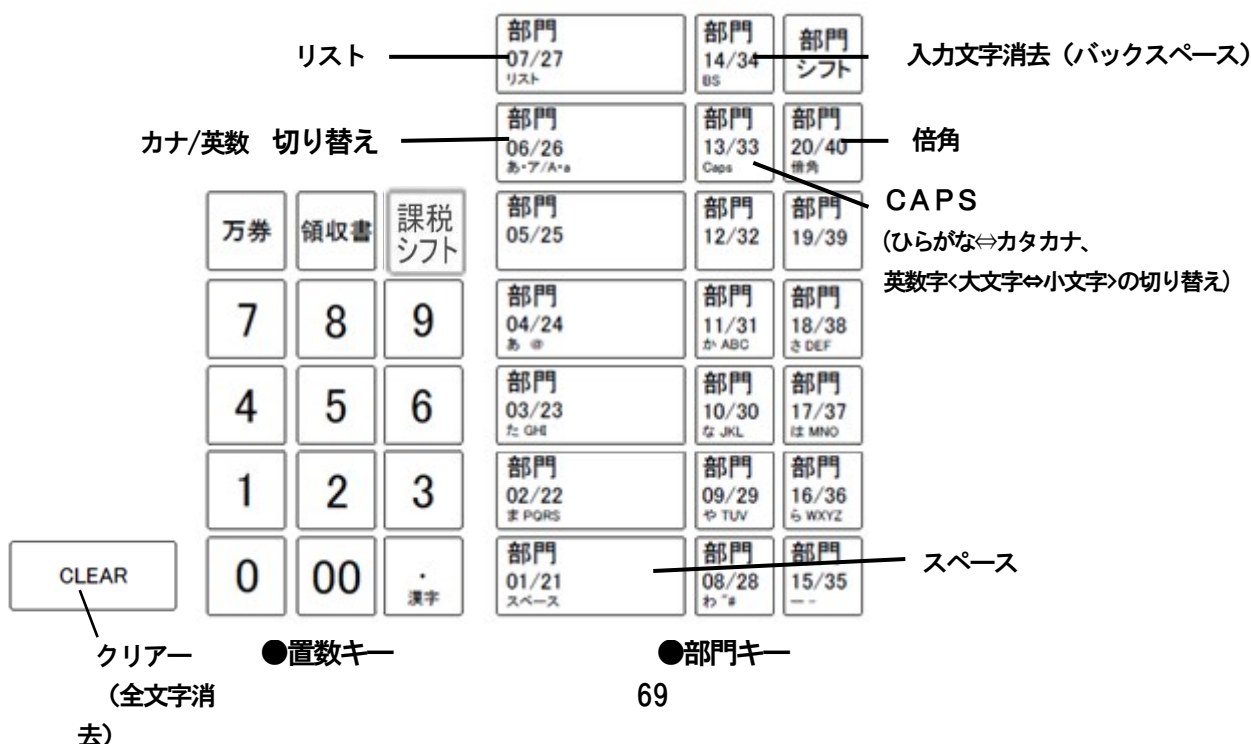 リスト
部門
07/27
リスト
部門
14/34
BS
部門
シフト
入力文字消去（バックスペース）
カナ/英数 切り替え
部門
06/26
あ・ア/A・a
部門
13/33
Caps
部門
20/40
倍角
倍角
CAPS
(ひらがな⇔カタカナ、
英数字<大文字⇔小文字>の切り替え)
万券
領収書
課税
シフト
部門
05/25
部門
12/32
部門
19/39
7
8
9
部門
04/24
あ @
部門
11/31
か ABC
部門
18/38
さ DEF
4
5
6
部門
03/23
た GHI
部門
10/30
な JKL
部門
17/37
は MNO
1
2
3
部門
02/22
ま PQRS
部門
09/29
や TUV
部門
16/36
ら WXYZ
CLEAR
0
00
.
漢字
部門
01/21
スペース
部門
08/28
わ ゛#
部門
15/35
ー -
スペース
クリアー
（全文字消
去）
●置数キー
●部門キー
69